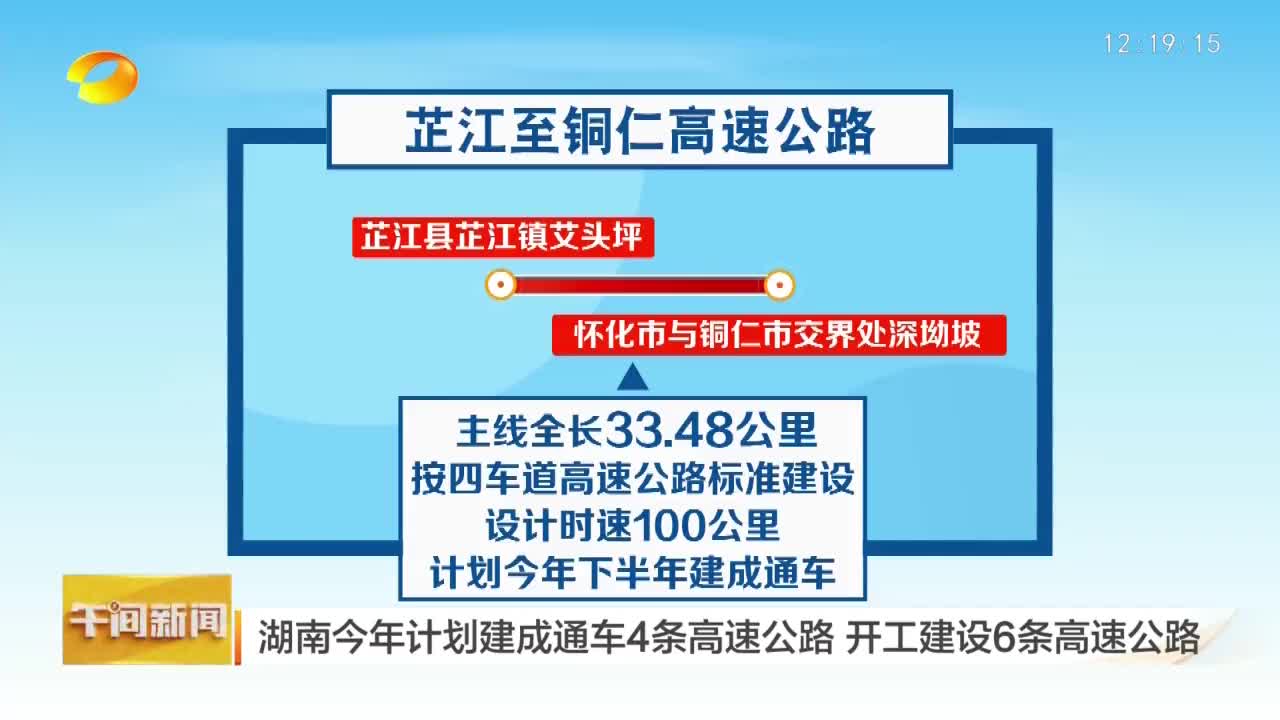 12:19:15
芷江至铜仁高速公路
芷江县芷江镇艾头坪
怀化市与铜仁市交界处深坳坡
主线全长33.48公里
按四车道高速公路标准建设
设计时速100公里
计划今年下半年建成通车
午间新闻
湖南今年计划建成通车4条高速公路 开工建设6条高速公路